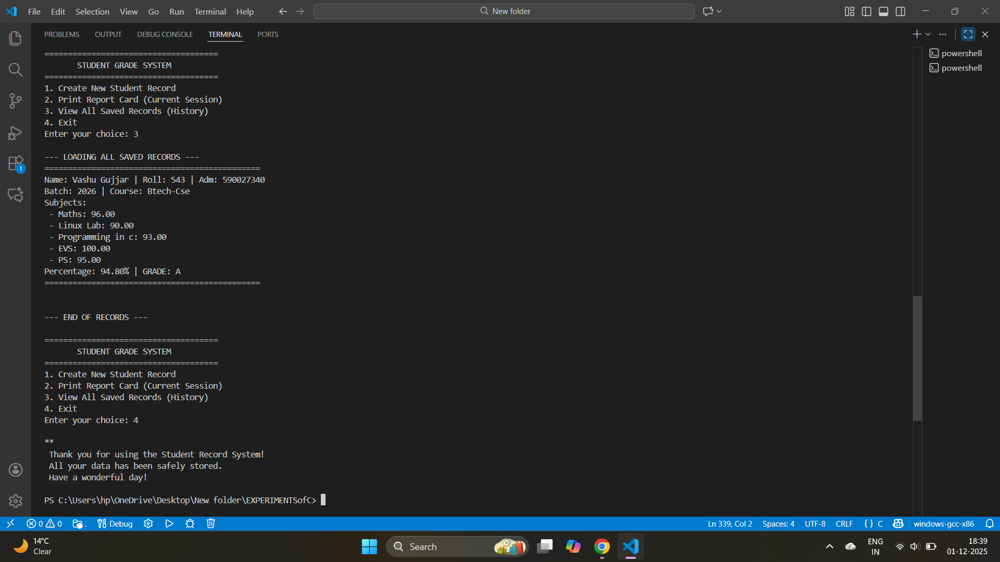 File Edit Selection View Go Run Terminal Help
New folder
PROBLEMS OUTPUT DEBUG CONSOLE TERMINAL PORTS
powershell
powershell
=====================================
STUDENT GRADE SYSTEM
=====================================
1. Create New Student Record
2. Print Report Card (Current Session)
3. View All Saved Records (History)
4. Exit
Enter your choice: 3
--- LOADING ALL SAVED RECORDS ---
==============================================
Name: Vashu Gujjar | Roll: 543 | Adm: 590027340
Batch: 2026 | Course: Btech-Cse
Subjects:
- Maths: 96.00
- Linux Lab: 90.00
- Programming in c: 93.00
- EVS: 100.00
- PS: 95.00
Percentage: 94.80% | GRADE: A
==============================================
--- END OF RECORDS ---
=====================================
STUDENT GRADE SYSTEM
=====================================
1. Create New Student Record
2. Print Report Card (Current Session)
3. View All Saved Records (History)
4. Exit
Enter your choice: 4
**
Thank you for using the Student Record System!
All your data has been safely stored.
Have a wonderful day!
PS C:\Users\hp\OneDrive\Desktop\New folder\EXPERIMENTSofC>
1
0 0 . Debug Ln 339, Col 2 Spaces: 4 UTF-8 CRLF {} C windows-gcc-x86
14°C
Clear
Search
ENG
IN
18:39
01-12-2025